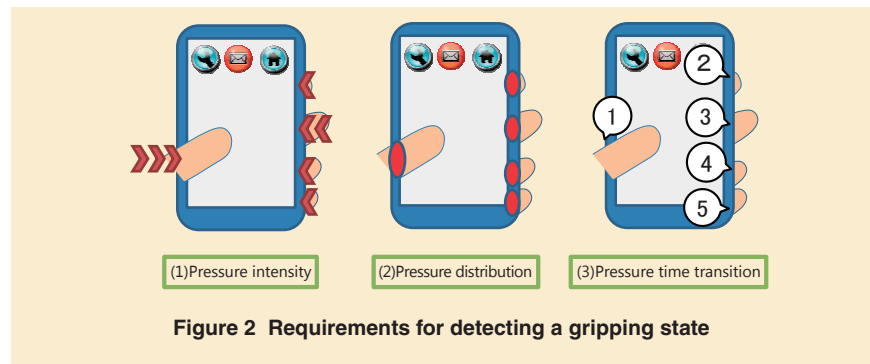 1
2
3
4
5
(1)Pressure intensity
(2)Pressure distribution
(3)Pressure time transition
Figure 2 Requirements for detecting a gripping state